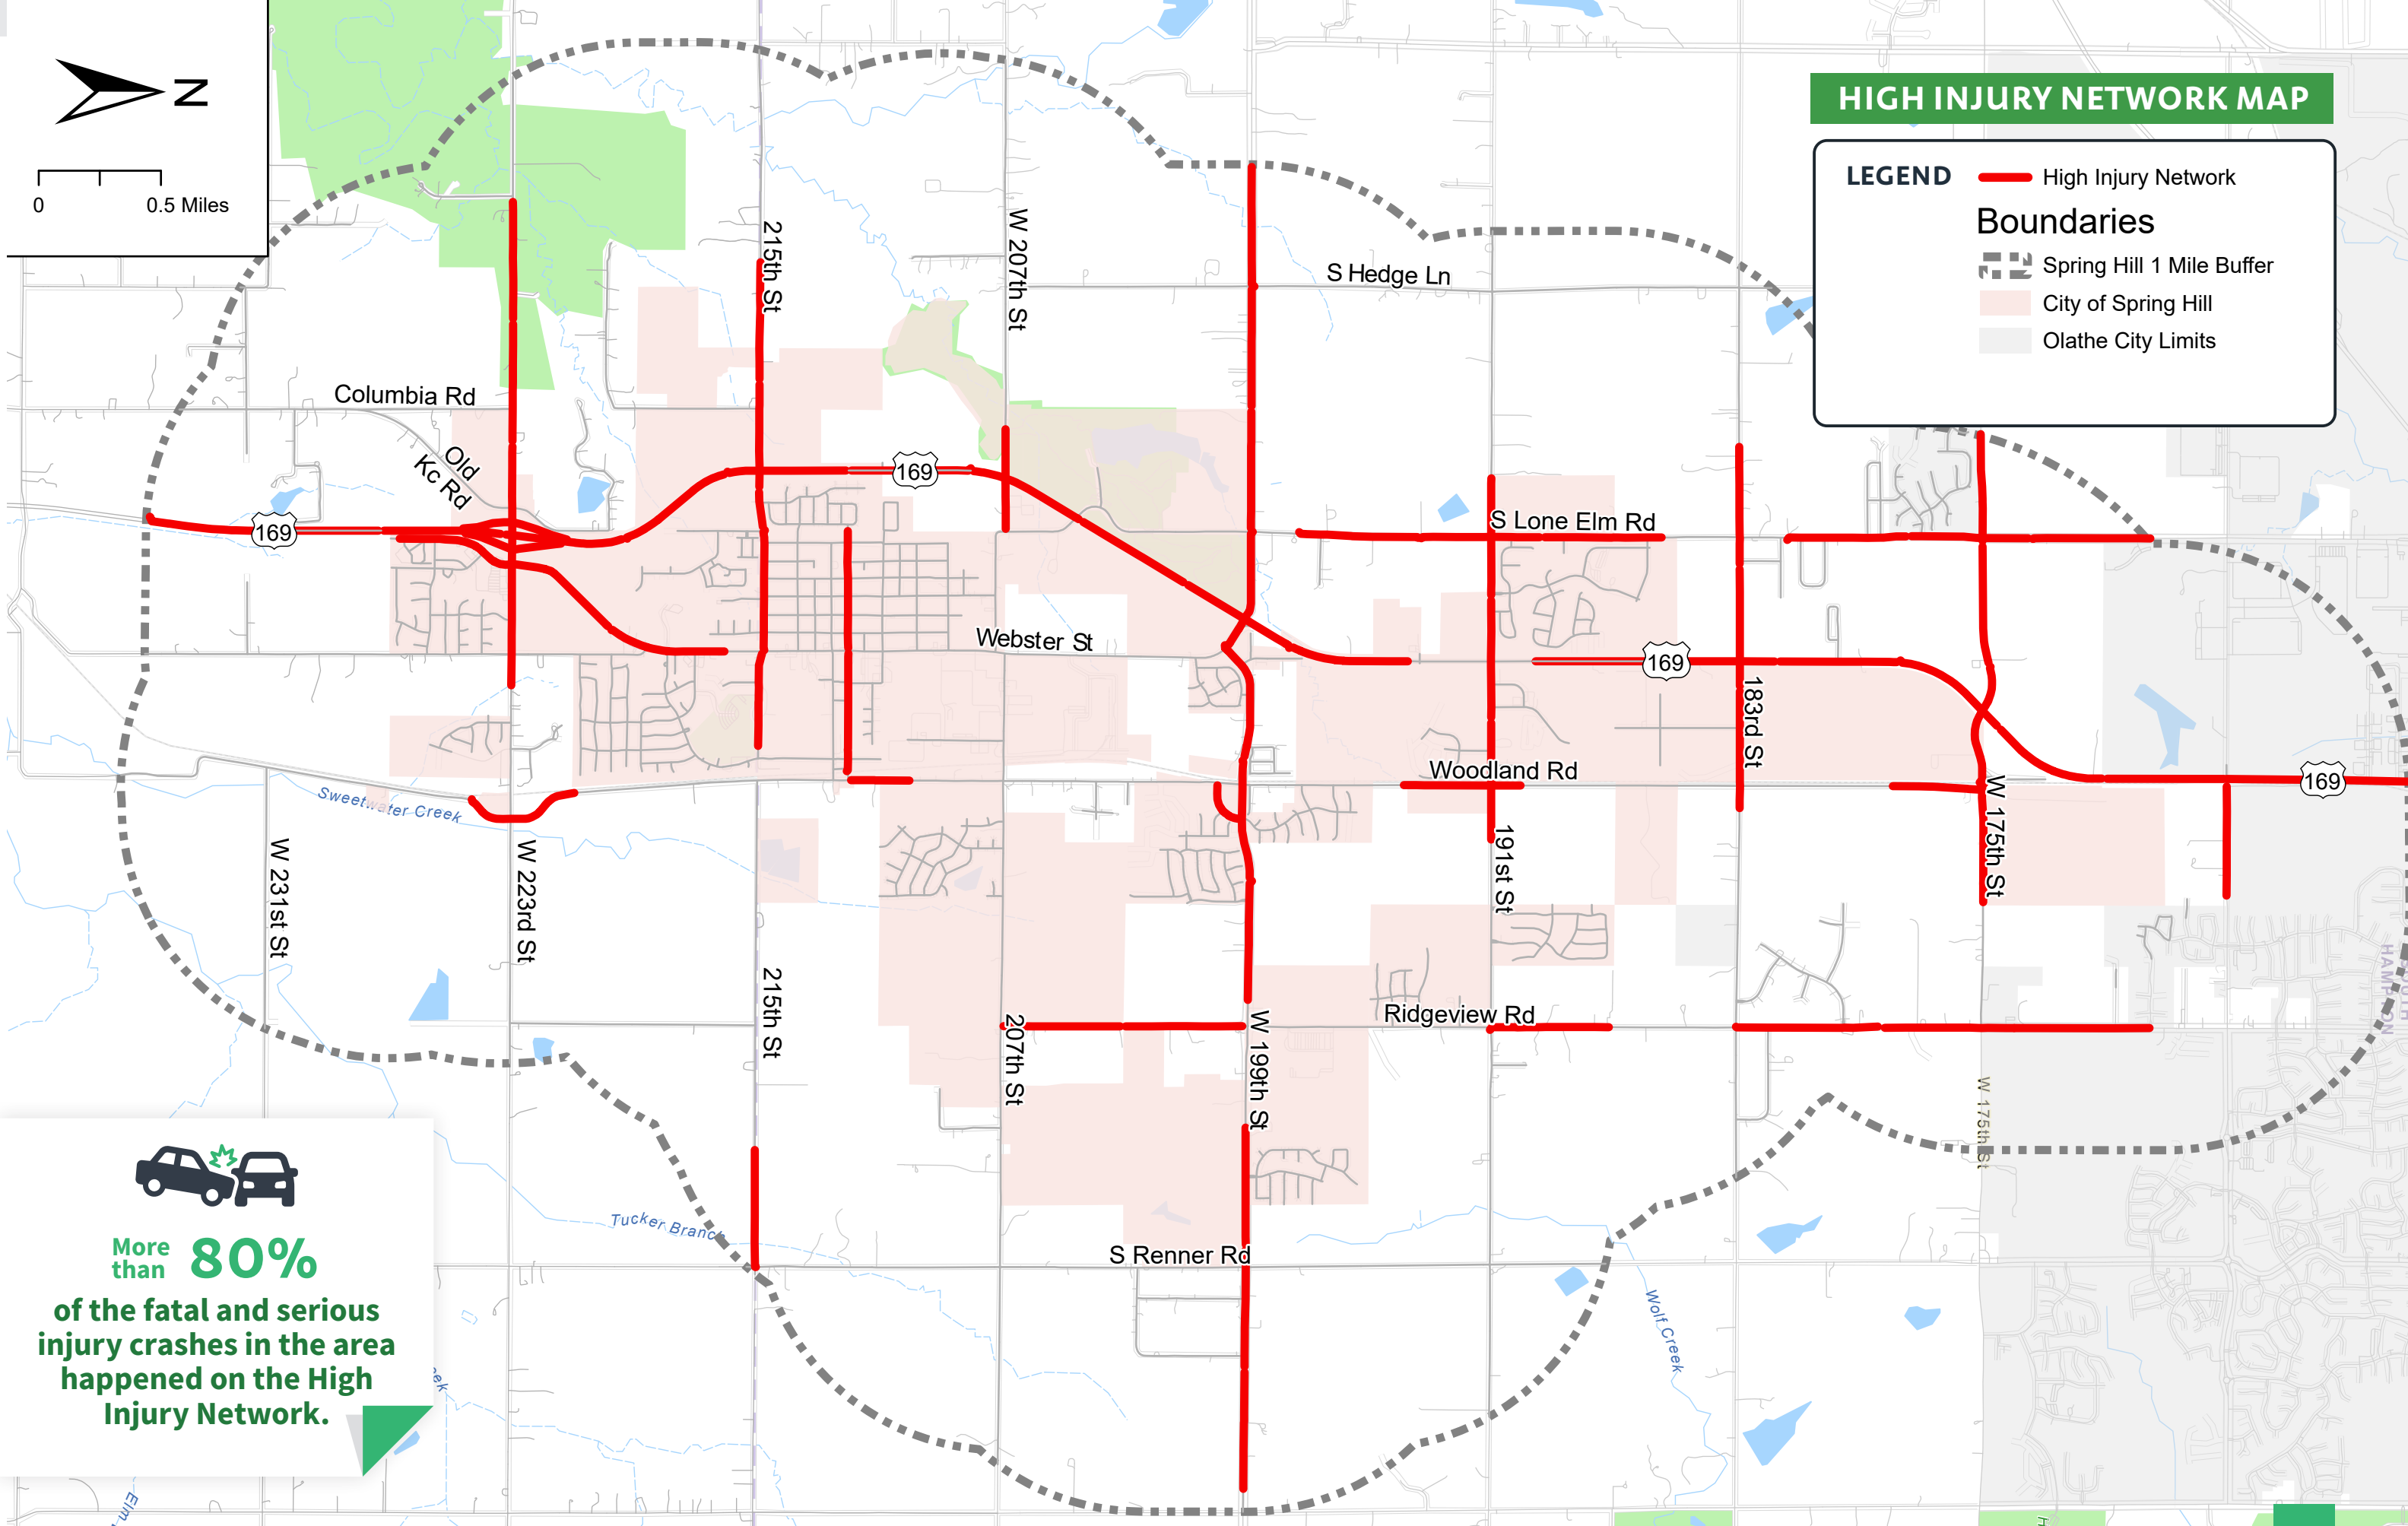 N
0 0.5 Miles
HIGH INJURY NETWORK MAP
LEGEND
High Injury Network
Boundaries
Spring Hill 1 Mile Buffer
City of Spring Hill
Olathe City Limits
215th St
W 207th St
S Hedge Ln
Columbia Rd
Old
Kc Rd
169
169
S Lone Elm Rd
Webster St
169
183rd St
Woodland Rd
169
W 175th St
Sweetwater Creek
W 231st St
W 223rd St
191st St
215th St
207th St
W 199th St
Ridgeview Rd
W 175th St
HAMPTON
SOUTH
Tucker Branch
S Renner Rd
Wolf Creek
More
than 80%
of the fatal and serious
injury crashes in the area
happened on the High
Injury Network.
eek
Elm